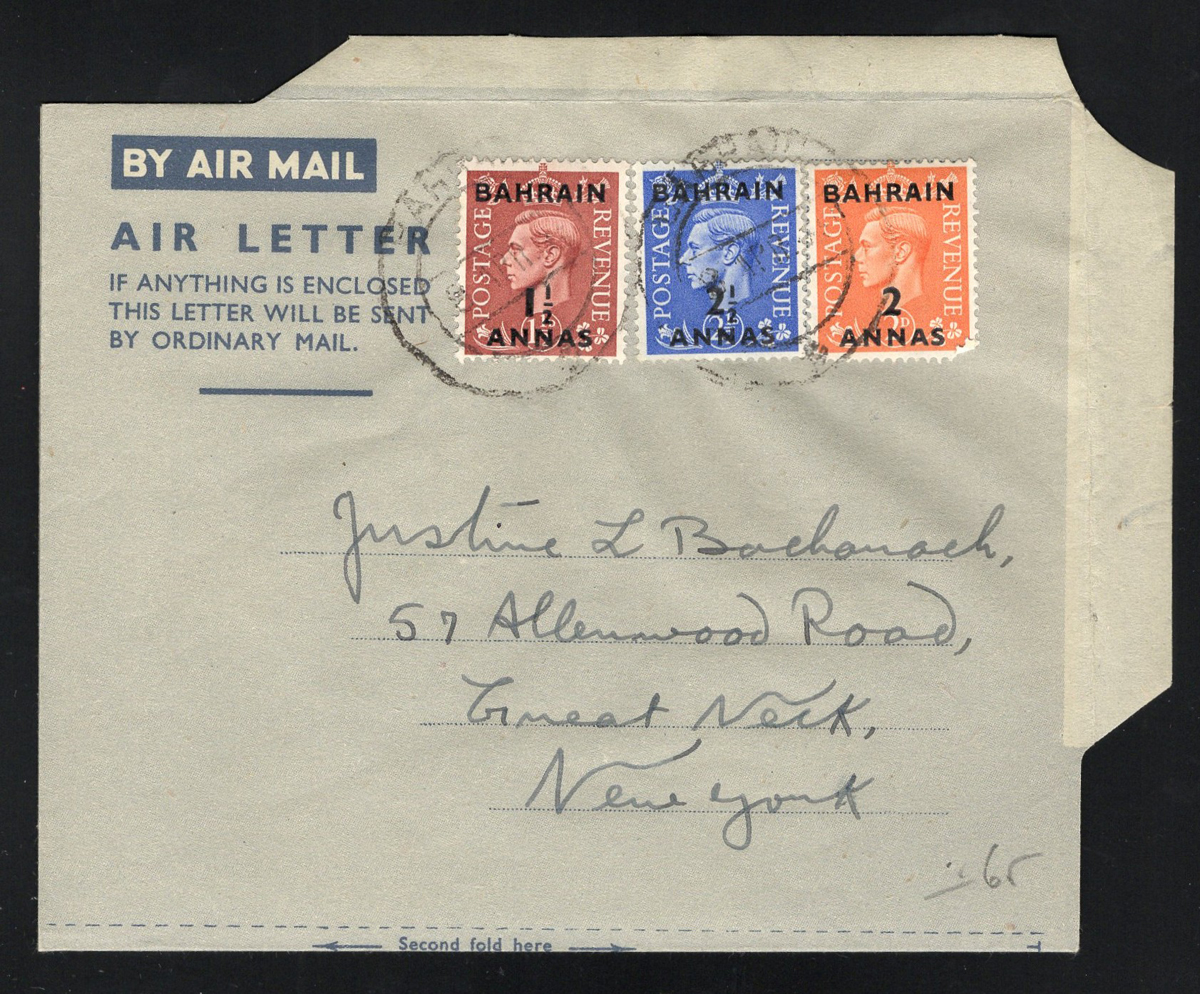 BY AIR MAIL
AIR LETTER
IF ANYTHING IS ENCLOSED
THIS LETTER WILL BE SENT
BY ORDINARY MAIL.
BAHRAIN
POSTAGE REVENUE
1½
ANNAS
BAHRAIN
POSTAGE REVENUE
2½
ANNAS
BAHRAIN
POSTAGE REVENUE
2
ANNAS
BAHRAIN
Justine L Bacharach,
57 Allenwood Road,
Great Neck,
New York
65
Second fold here